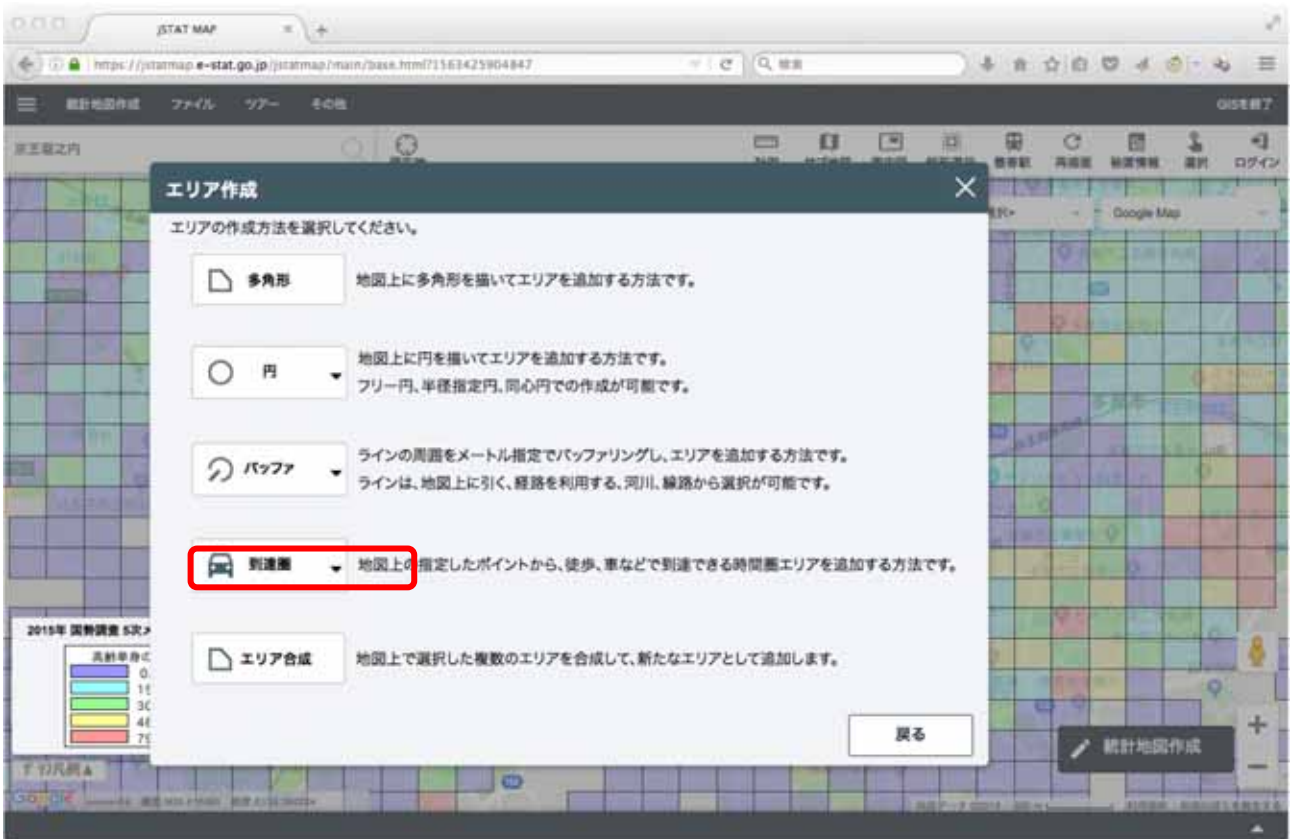 jSTAT MAP
https://jstatmap.e-stat.go.jp/jstatmap/main/base.html?1563425904847
検索
統計地図作成 ファイル ツアー その他 GISを終了
京王堀之内
再描画 秘匿情報 選択 ログイン
エリア作成
Google Map
エリアの作成方法を選択してください。
多角形 地図上に多角形を描いてエリアを追加する方法です。
円 地図上に円を描いてエリアを追加する方法です。
フリー円、半径指定円、同心円での作成が可能です。
バッファ ラインの周囲をメートル指定でバッファリングし、エリアを追加する方法です。
ラインは、地図上に引く、経路を利用する、河川、線路から選択が可能です。
到達圏 地図上の指定したポイントから、徒歩、車などで到達できる時間圏エリアを追加する方法です。
2015年 国勢調査 5次メ
高齢単身
エリア合成 地図上で選択した複数のエリアを合成して、新たなエリアとして追加します。
戻る
統計地図作成
Google